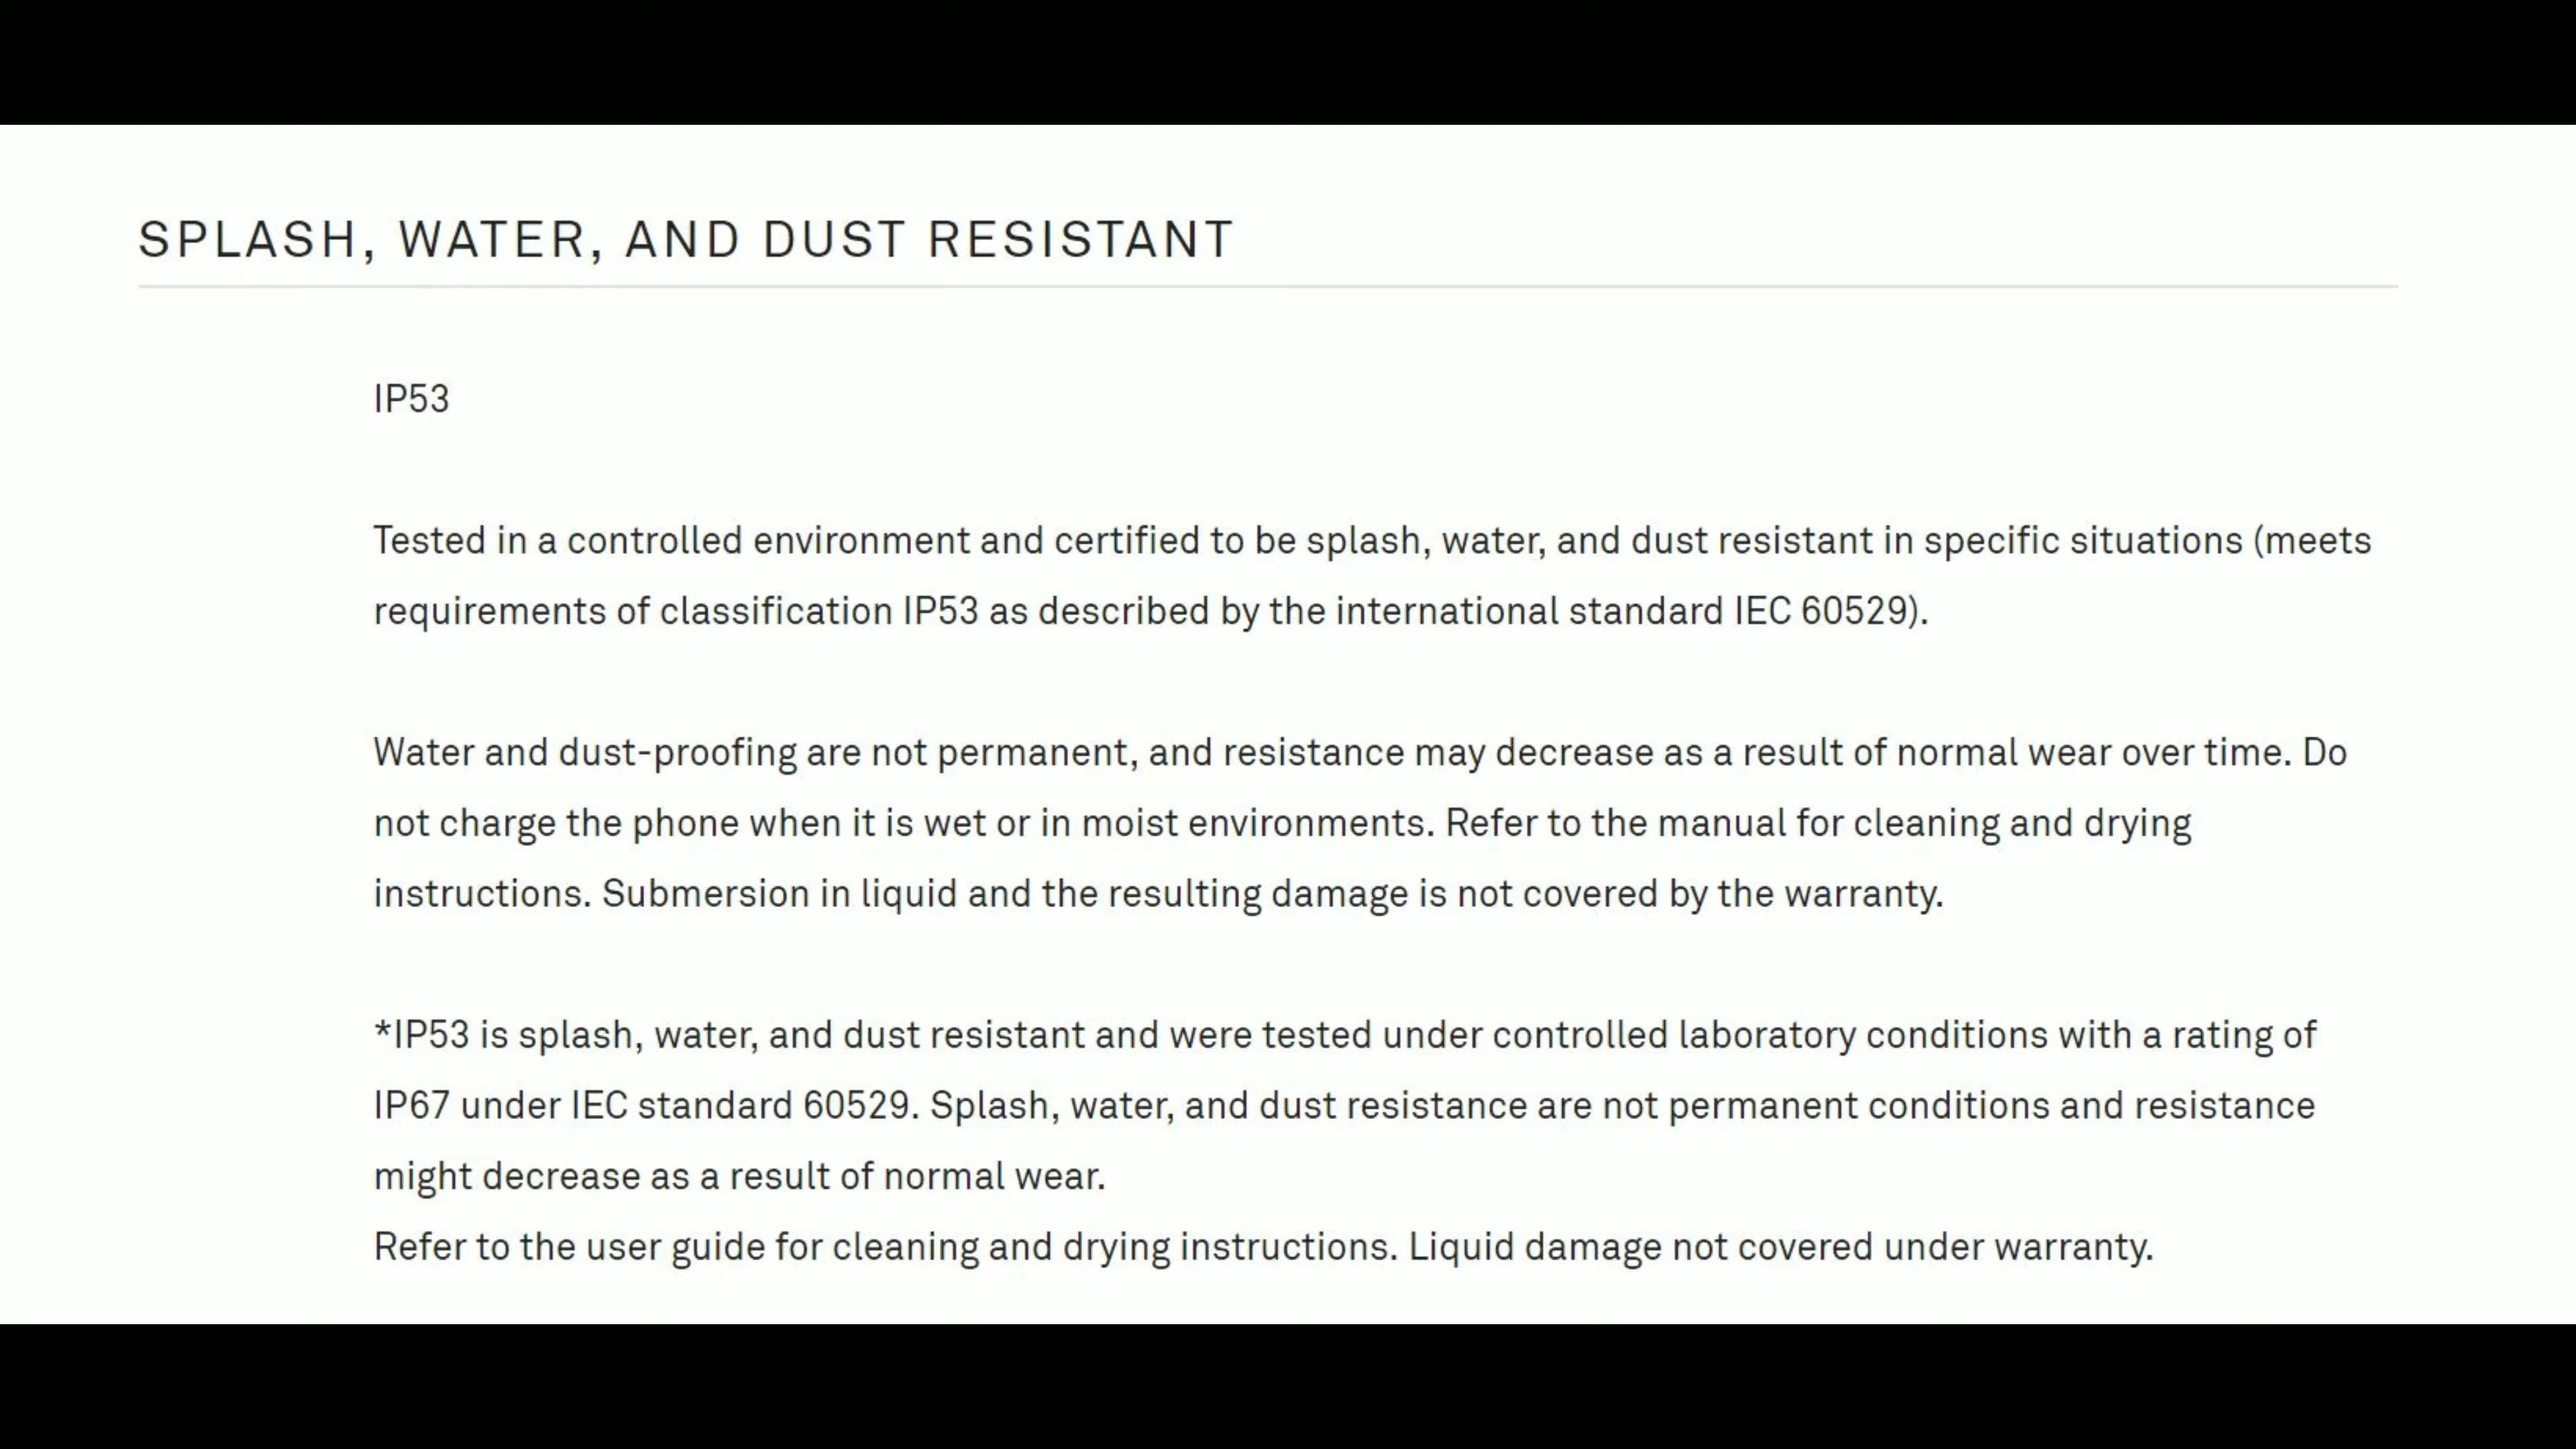 SPLASH, WATER, AND DUST RESISTANT
IP53
Tested in a controlled environment and certified to be splash, water, and dust resistant in specific situations (meets
requirements of classification IP53 as described by the international standard IEC 60529).
Water and dust-proofing are not permanent, and resistance may decrease as a result of normal wear over time. Do
not charge the phone when it is wet or in moist environments. Refer to the manual for cleaning and drying
instructions. Submersion in liquid and the resulting damage is not covered by the warranty.
*IP53 is splash, water, and dust resistant and were tested under controlled laboratory conditions with a rating of
IP67 under IEC standard 60529. Splash, water, and dust resistance are not permanent conditions and resistance
might decrease as a result of normal wear.
Refer to the user guide for cleaning and drying instructions. Liquid damage not covered under warranty.